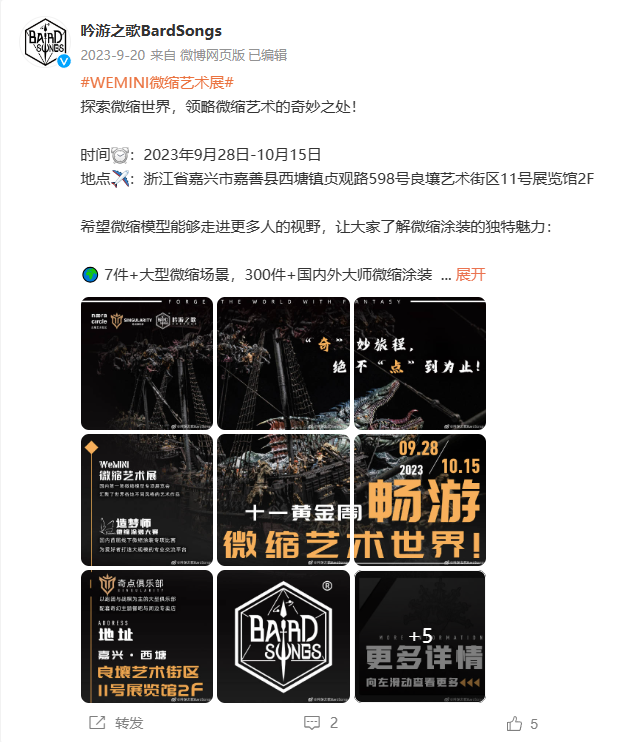 吟游之歌BardSongs
2023-9-20 来自 微博网页版 已编辑
#WEMINI微缩艺术展#
探索微缩世界，领略微缩艺术的奇妙之处！
时间⏰：2023年9月28日-10月15日
地点✈️：浙江省嘉兴市嘉善县西塘镇贞观路598号良壤艺术街区11号展览馆2F
希望微缩模型能够走进更多人的视野，让大家了解微缩涂装的独特魅力：
🌍 7件+大型微缩场景，300件+国内外大师微缩涂装 ... 展开
FORGE THE WORLD WITH FANTASY
nara circle
SINGULARITY
吟游之歌
“奇”妙旅程，
绝不“点”到为止！
WeMINI
微缩艺术展
造梦师
09.28
2023
10.15
十一黄金周
畅游
微缩艺术世界！
奇点俱乐部
SINGULARITY
ADDRESS
地址
嘉兴·西塘
良壤艺术街区
11号展览馆2F
BARD SONGS
®
MORE INFORMATION
+5
更多详情
向左滑动查看更多
转发
2
5